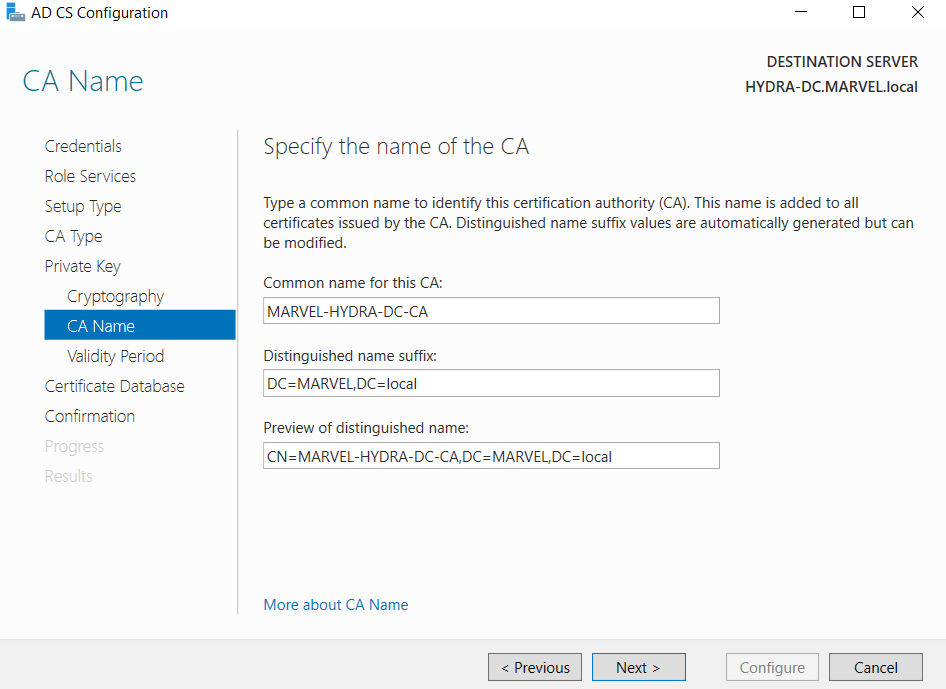 AD CS Configuration
CA Name
DESTINATION SERVER
HYDRA-DC.MARVEL.local
Credentials
Role Services
Setup Type
CA Type
Private Key
Cryptography
CA Name
Validity Period
Certificate Database
Confirmation
Progress
Results
Specify the name of the CA
Type a common name to identify this certification authority (CA). This name is added to all
certificates issued by the CA. Distinguished name suffix values are automatically generated but can
be modified.
Common name for this CA:
MARVEL-HYDRA-DC-CA
Distinguished name suffix:
DC=MARVEL,DC=local
Preview of distinguished name:
CN=MARVEL-HYDRA-DC-CA,DC=MARVEL,DC=local
More about CA Name
< Previous
Next >
Configure
Cancel